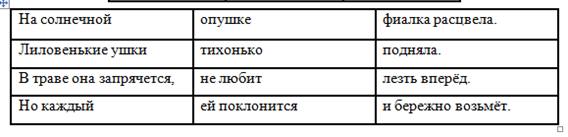 На солнечной опушке фиалка расцвела.
Лиловенькие ушки тихонько подняла.
В траве она запрячется, не любит лезть вперёд.
Но каждый ей поклонится и бережно возьмёт.